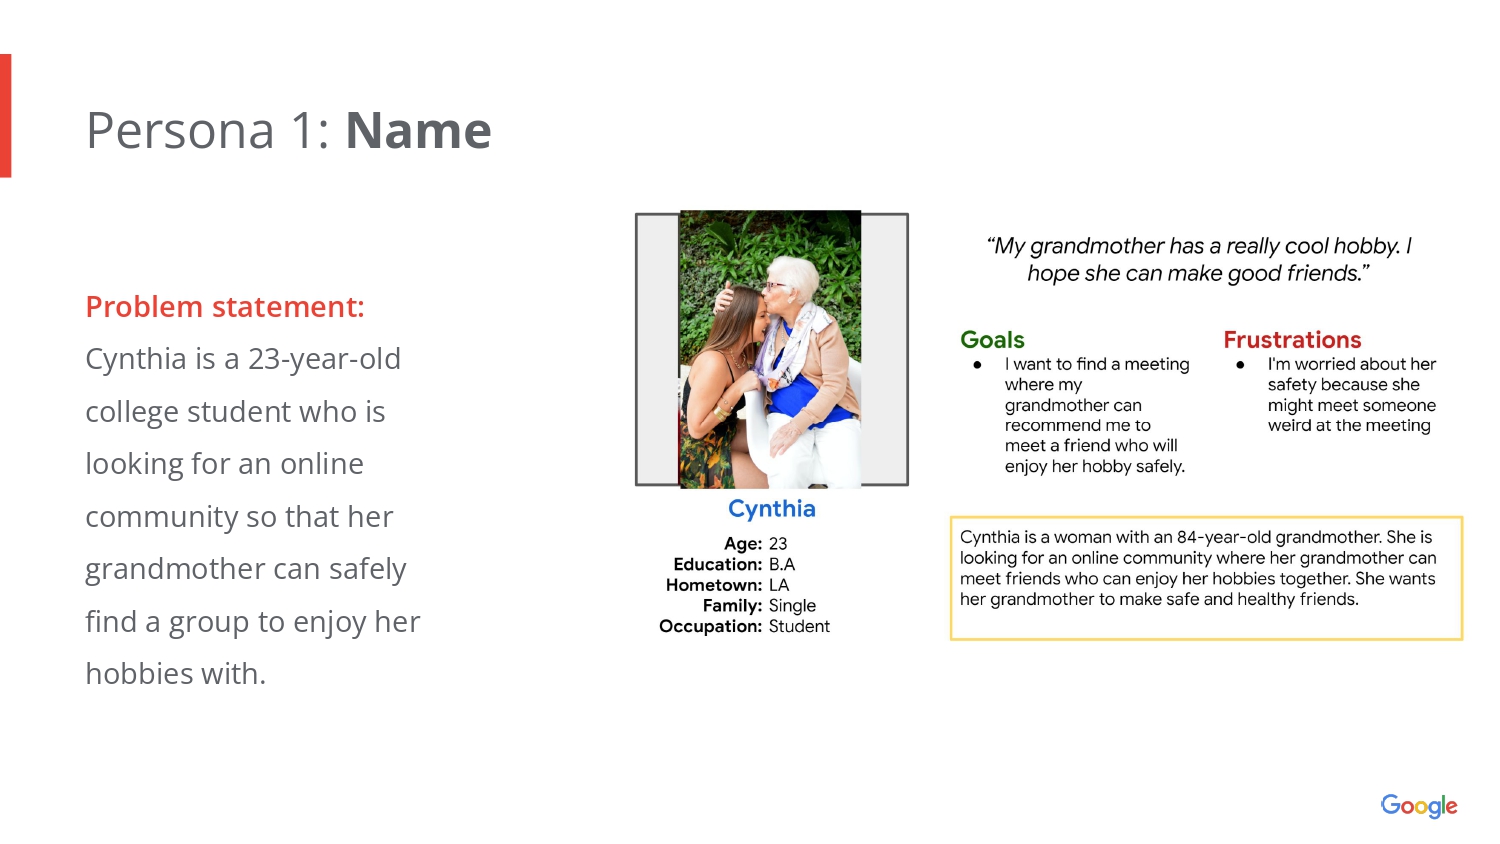 Persona 1: Name
Problem statement:
Cynthia is a 23-year-old
college student who is
looking for an online
community so that her
grandmother can safely
find a group to enjoy her
hobbies with.
Cynthia
Age: 23
Education: B.A
Hometown: LA
Family: Single
Occupation: Student
“My grandmother has a really cool hobby. I
hope she can make good friends.”
Goals
● I want to find a meeting
where my
grandmother can
recommend me to
meet a friend who will
enjoy her hobby safely.
Frustrations
● I'm worried about her
safety because she
might meet someone
weird at the meeting
Cynthia is a woman with an 84-year-old grandmother. She is
looking for an online community where her grandmother can
meet friends who can enjoy her hobbies together. She wants
her grandmother to make safe and healthy friends.
Google